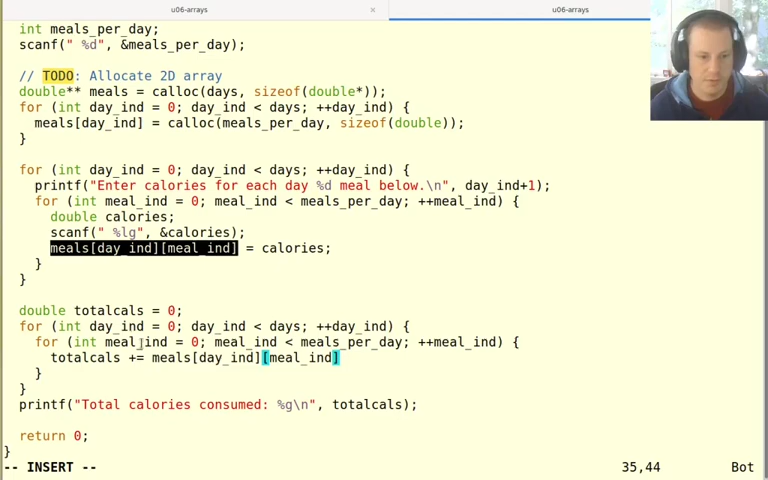 u06-arrays × u06-arrays
int meals_per_day;
scanf(" %d", &meals_per_day);
// TODO: Allocate 2D array
double** meals = calloc(days, sizeof(double*));
for (int day_ind = 0; day_ind < days; ++day_ind) {
meals[day_ind] = calloc(meals_per_day, sizeof(double));
}
for (int day_ind = 0; day_ind < days; ++day_ind) {
printf("Enter calories for each day %d meal below.\n", day_ind+1);
for (int meal_ind = 0; meal_ind < meals_per_day; ++meal_ind) {
double calories;
scanf(" %lg", &calories);
meals[day_ind][meal_ind] = calories;
}
}
double totalcals = 0;
for (int day_ind = 0; day_ind < days; ++day_ind) {
for (int meal_ind = 0; meal_ind < meals_per_day; ++meal_ind) {
totalcals += meals[day_ind][meal_ind]
}
}
printf("Total calories consumed: %g\n", totalcals);
return 0;
}
-- INSERT -- 35,44 Bot